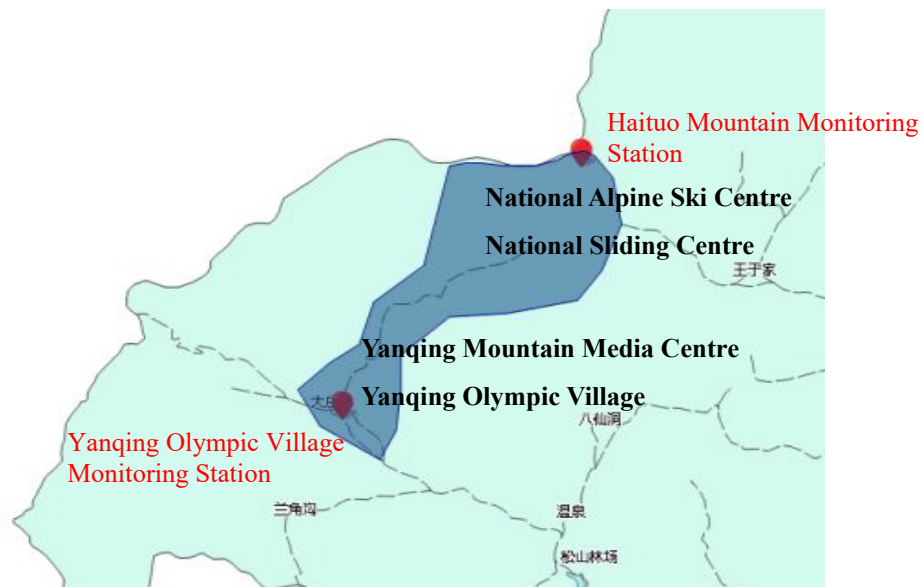 Haituo Mountain Monitoring
Station
National Alpine Ski Centre
National Sliding Centre
王于家
Yanqing Mountain Media Centre
Yanqing Olympic Village
八仙洞
Yanqing Olympic Village
Monitoring Station
兰角沟
温泉
松山林场